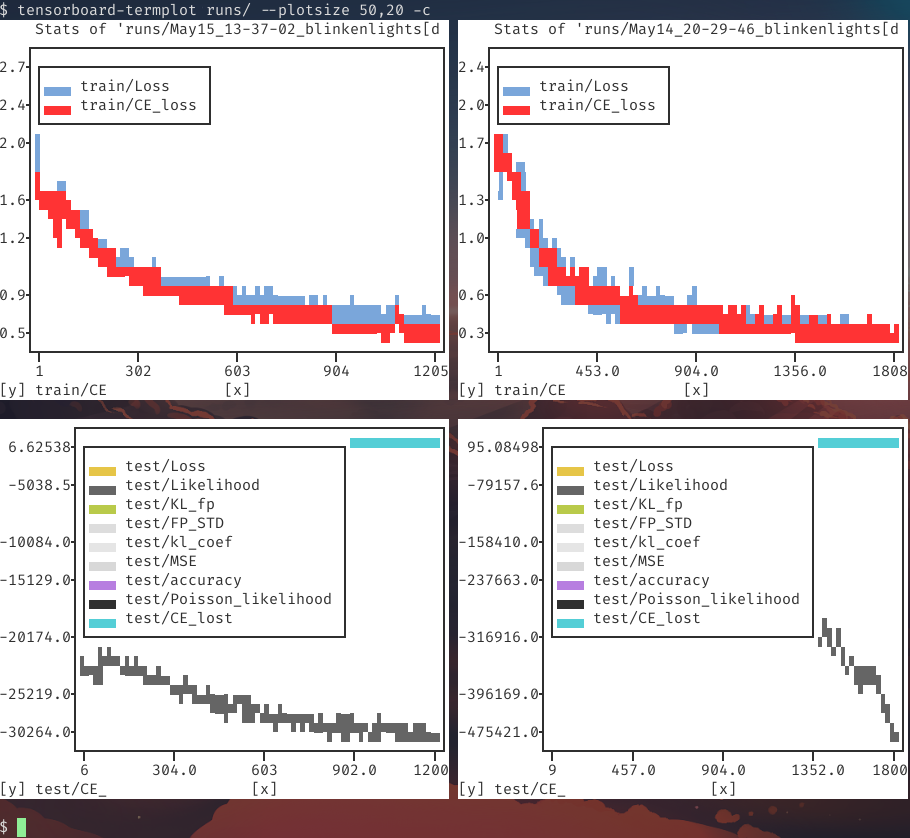 $ tensorboard-termplot runs/ --plotsize 50,20 -c
Stats of 'runs/May15_13-37-02_blinkenlights[d
2.7
train/Loss
2.4
train/CE_loss
2.0
1.6
1.2
0.9
0.5
1 302 603 904 1205
[y] train/CE [x]
Stats of 'runs/May14_20-29-46_blinkenlights[d
2.4
train/Loss
2.0
train/CE_loss
1.7
1.3
1.0
0.6
0.3
1 453.0 904.0 1356.0 1808
[y] train/CE [x]
6.62538
test/Loss
-5038.5
test/Likelihood
test/KL_fp
test/FP_STD
-10084.0
test/kl_coef
test/MSE
-15129.0
test/accuracy
test/Poisson_likelihood
test/CE_lost
-20174.0
-25219.0
-30264.0
6 304.0 603 902.0 1200
[y] test/CE_ [x]
95.08498
test/Loss
-79157.6
test/Likelihood
test/KL_fp
test/FP_STD
-158410.0
test/kl_coef
test/MSE
-237663.0
test/accuracy
test/Poisson_likelihood
test/CE_lost
-316916.0
-396169.0
-475421.0
9 457.0 904.0 1352.0 1800
[y] test/CE_ [x]
$